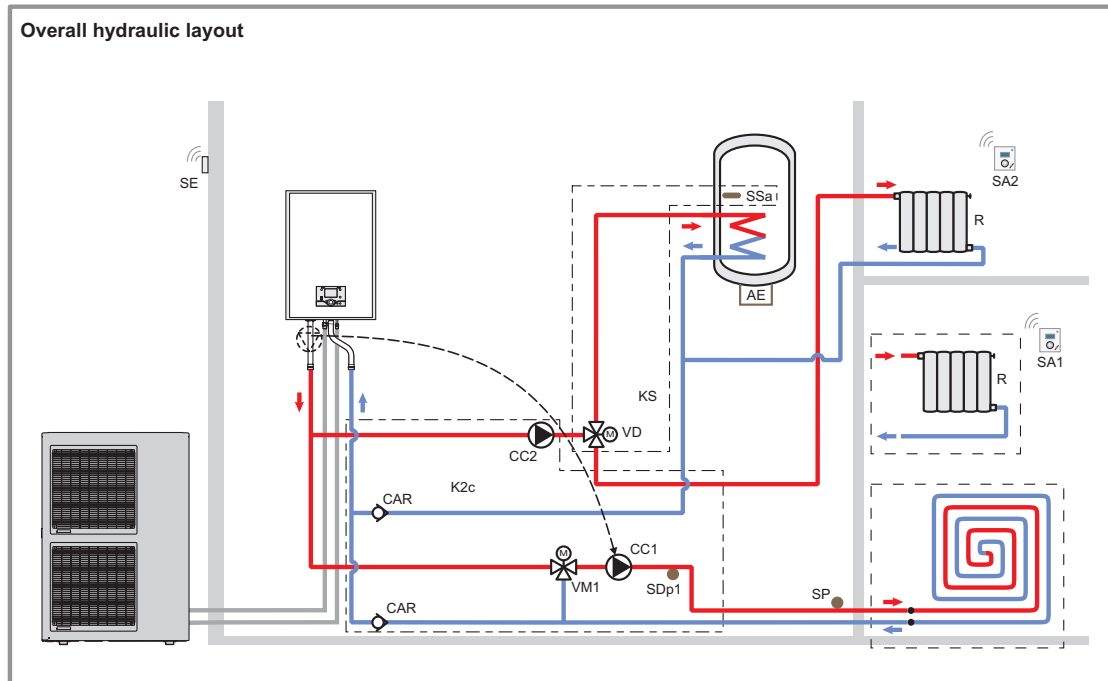 Overall hydraulic layout
SE
SSa
SA2
R
AE
SA1
R
KS
M
VD
CC2
K2c
CAR
M
CC1
VM1
SDp1
SP
CAR